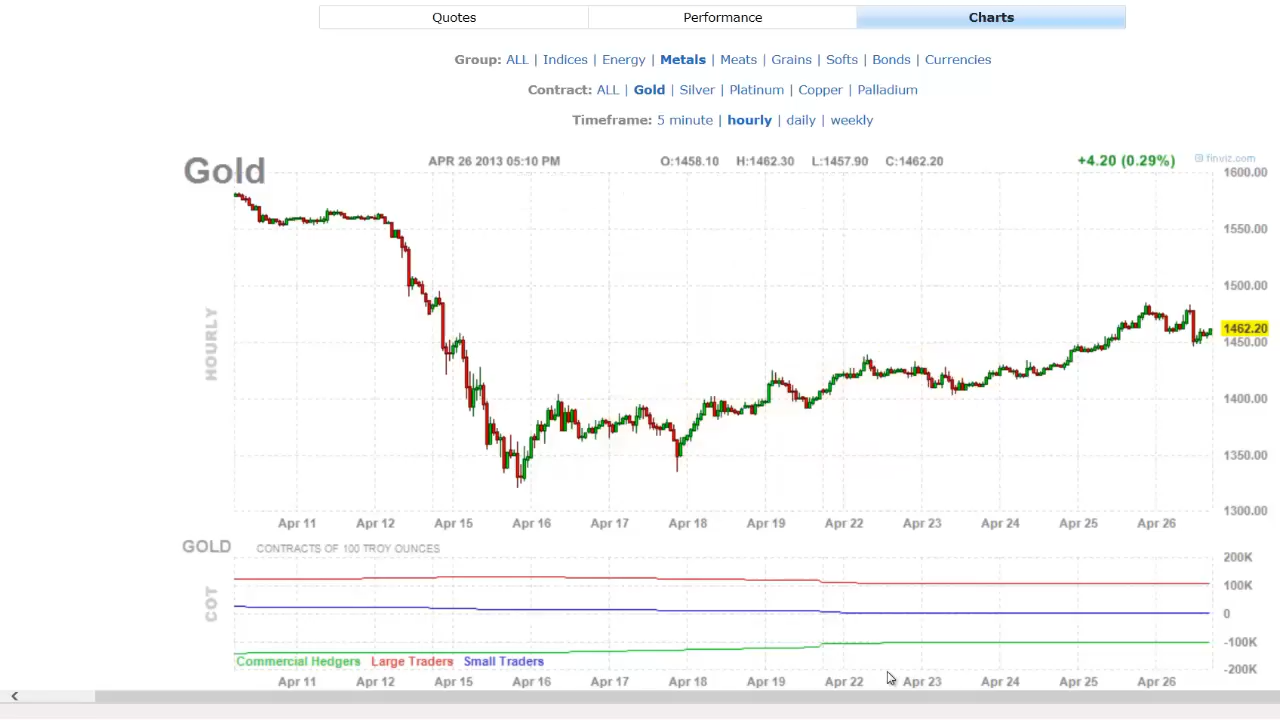 Quotes Performance Charts
Group: ALL | Indices | Energy | Metals | Meats | Grains | Softs | Bonds | Currencies
Contract: ALL | Gold | Silver | Platinum | Copper | Palladium
Timeframe: 5 minute | hourly | daily | weekly
Gold APR 26 2013 05:10 PM O:1458.10 H:1462.30 L:1457.90 C:1462.20 +4.20 (0.29%) finviz.com
1600.00
1550.00
1500.00
1462.20
1450.00
1400.00
1350.00
1300.00
HOURLY
Apr 11 Apr 12 Apr 15 Apr 16 Apr 17 Apr 18 Apr 19 Apr 22 Apr 23 Apr 24 Apr 25 Apr 26
GOLD CONTRACTS OF 100 TROY OUNCES
200K
100K
0
-100K
-200K
COT
Commercial Hedgers Large Traders Small Traders
Apr 11 Apr 12 Apr 15 Apr 16 Apr 17 Apr 18 Apr 19 Apr 22 Apr 23 Apr 24 Apr 25 Apr 26